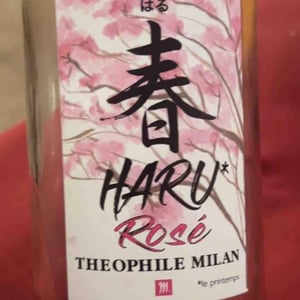 はる
春
HARU*
Rosé
THEOPHILE MILAN
*le printemps
m